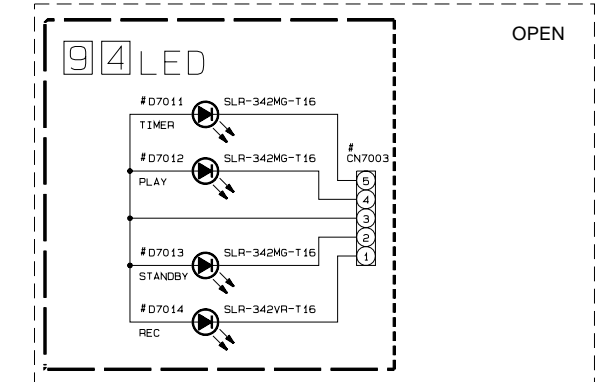 OPEN
94 LED
#D7011 SLR-342MG-T16
TIMER
#
CN7003
#D7012 SLR-342MG-T16
PLAY
5
4
3
2
1
#D7013 SLR-342MG-T16
STANDBY
#D7014 SLR-342VR-T16
REC